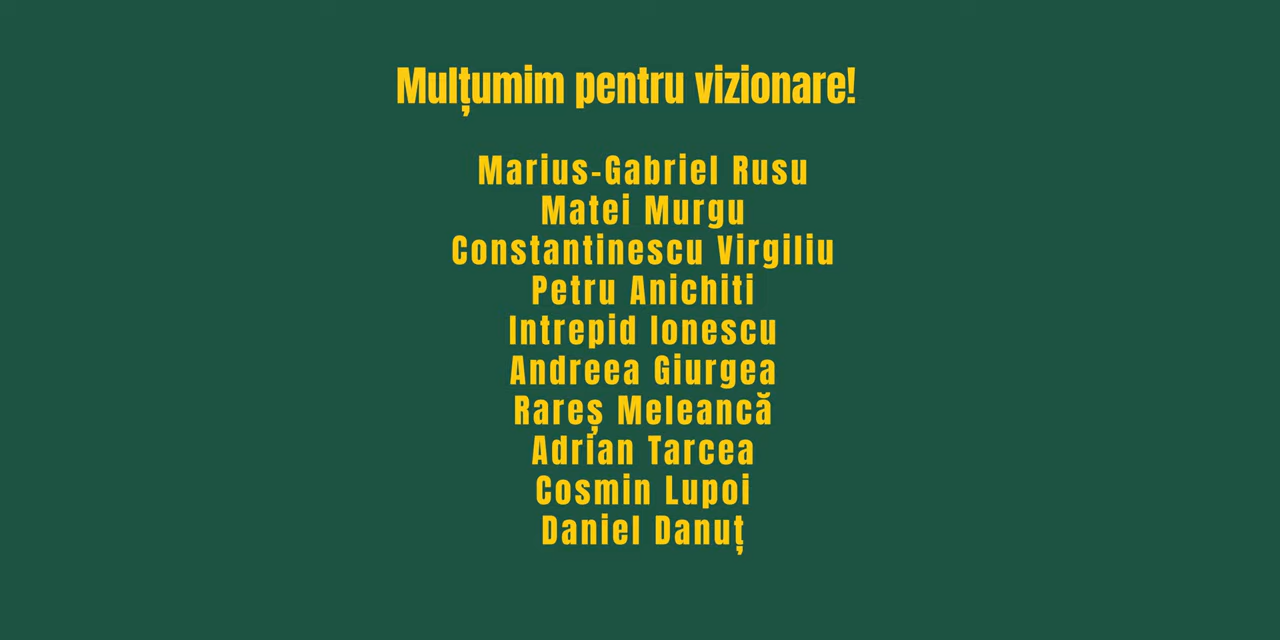 Mulțumim pentru vizionare!
Marius-Gabriel Rusu
Matei Murgu
Constantinescu Virgiliu
Petru Anichiti
Intrepid Ionescu
Andreea Giurgea
Rareș Meleancă
Adrian Tarcea
Cosmin Lupoi
Daniel Danuț